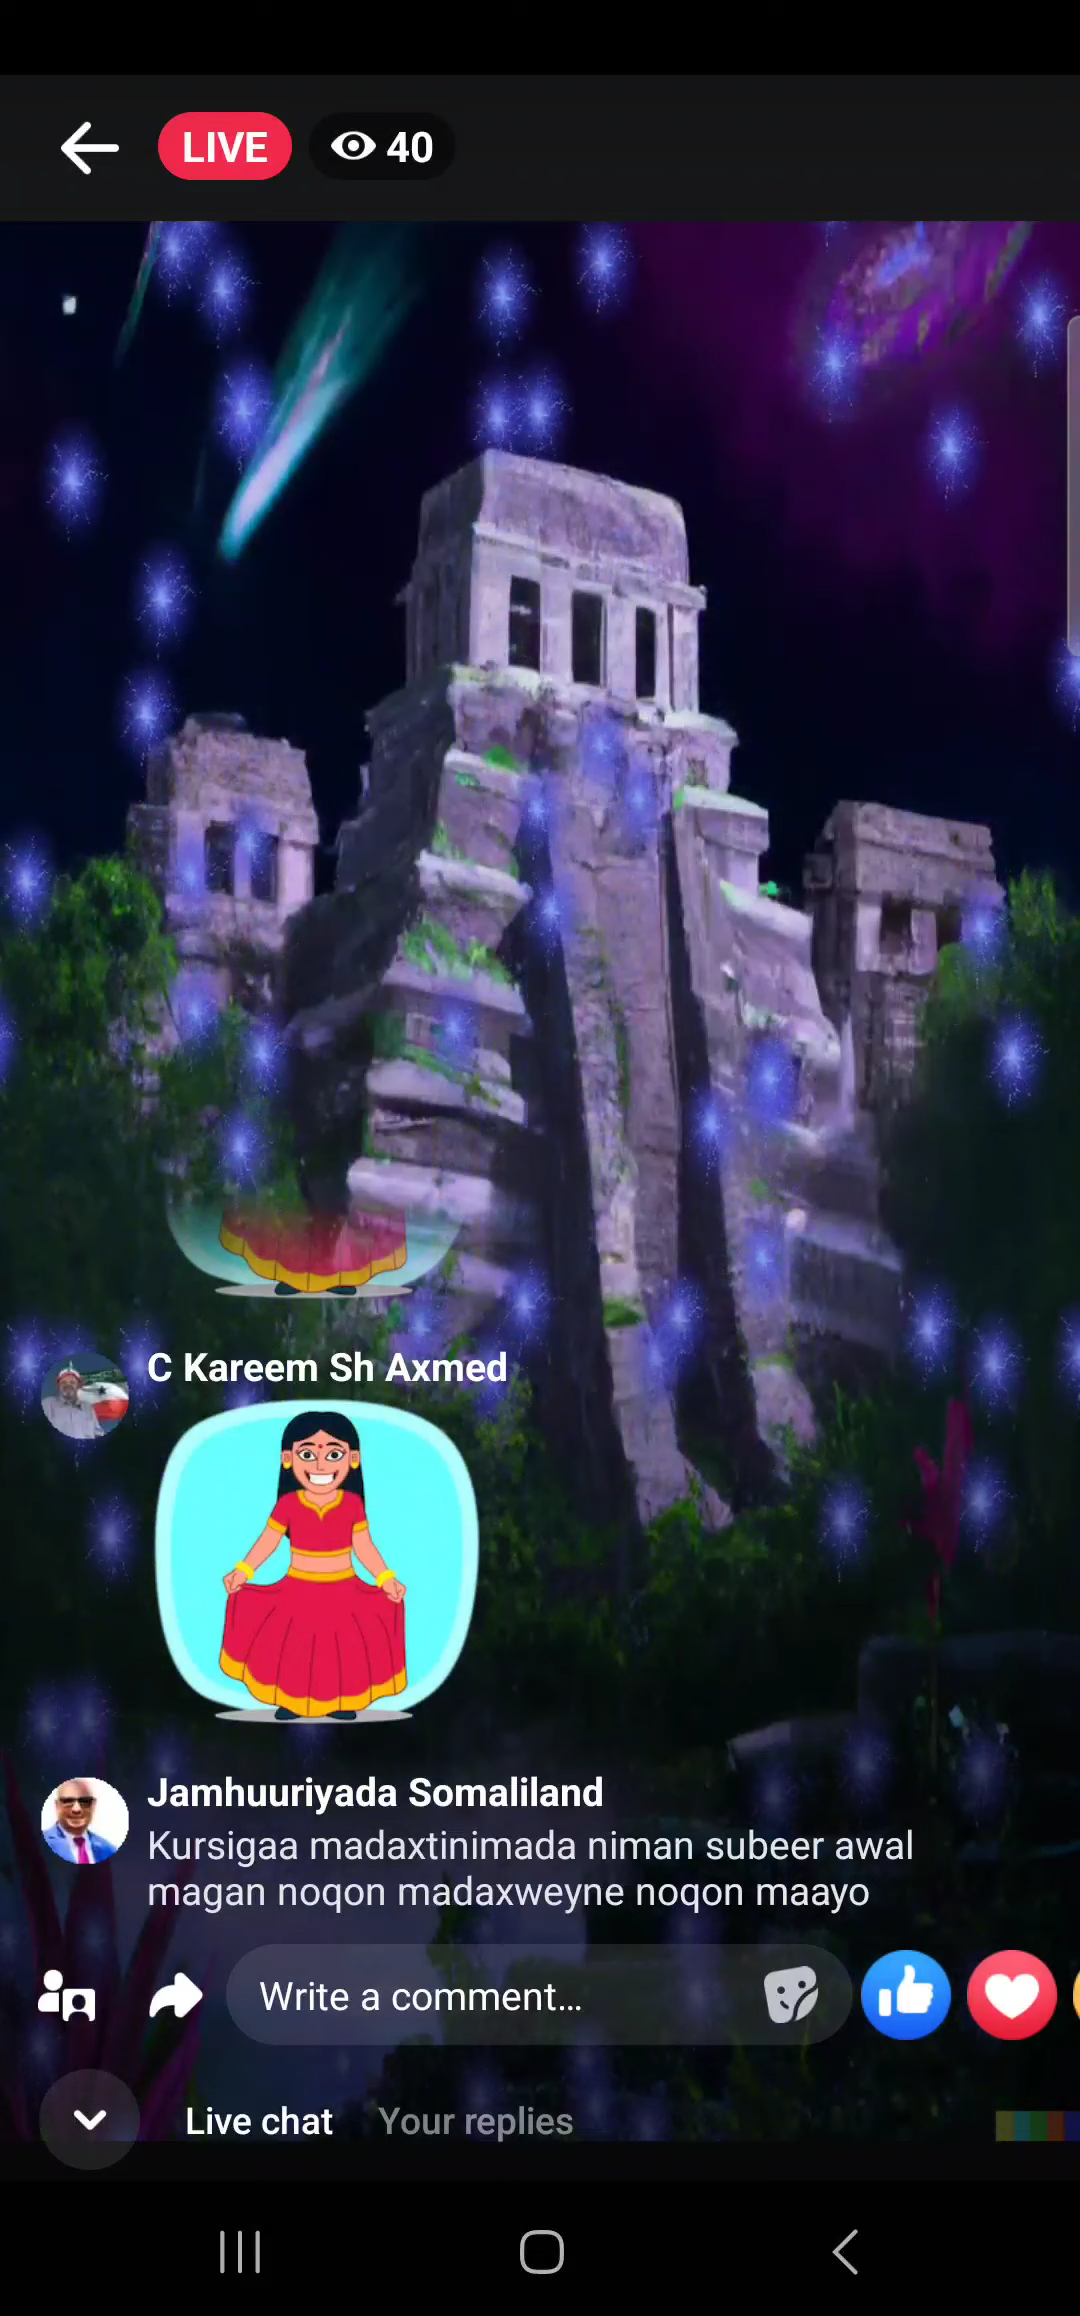 LIVE 40
C Kareem Sh Axmed
Jamhuuriyada Somaliland
Kursigaa madaxtinimada niman subeer awal
magan noqon madaxweyne noqon maayo
Write a comment...
Live chat Your replies